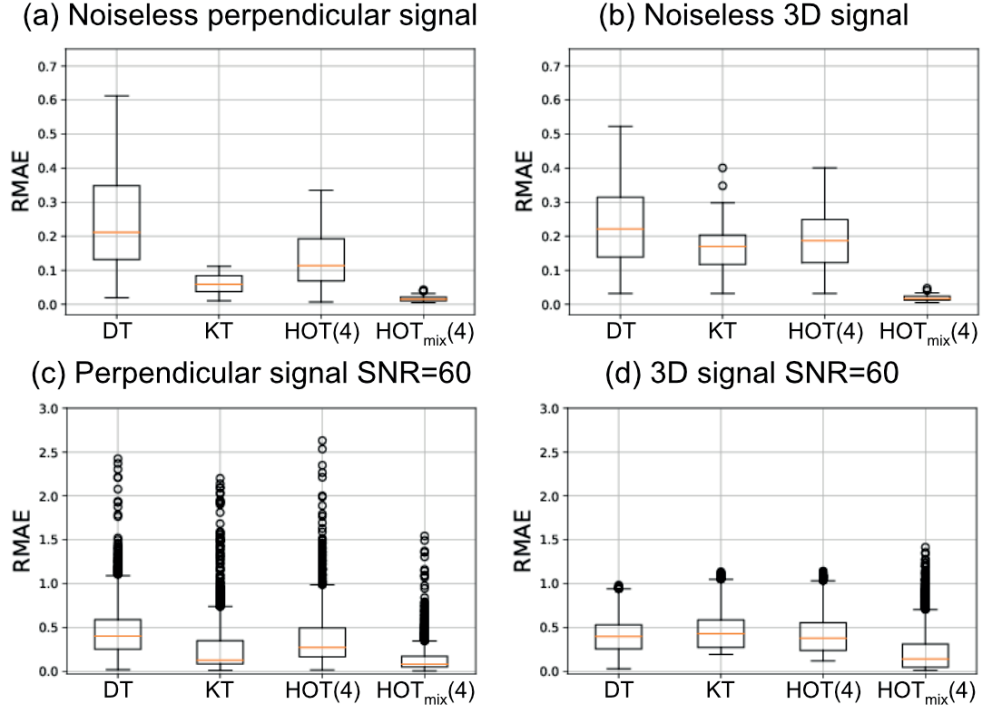 (a) Noiseless perpendicular signal
(b) Noiseless 3D signal
RMAE
0.7
0.6
0.5
0.4
0.3
0.2
0.1
0.0
DT KT HOT(4) HOTmix(4)
RMAE
0.7
0.6
0.5
0.4
0.3
0.2
0.1
0.0
DT KT HOT(4) HOTmix(4)
(c) Perpendicular signal SNR=60
(d) 3D signal SNR=60
RMAE
3.0
2.5
2.0
1.5
1.0
0.5
0.0
DT KT HOT(4) HOTmix(4)
RMAE
3.0
2.5
2.0
1.5
1.0
0.5
0.0
DT KT HOT(4) HOTmix(4)